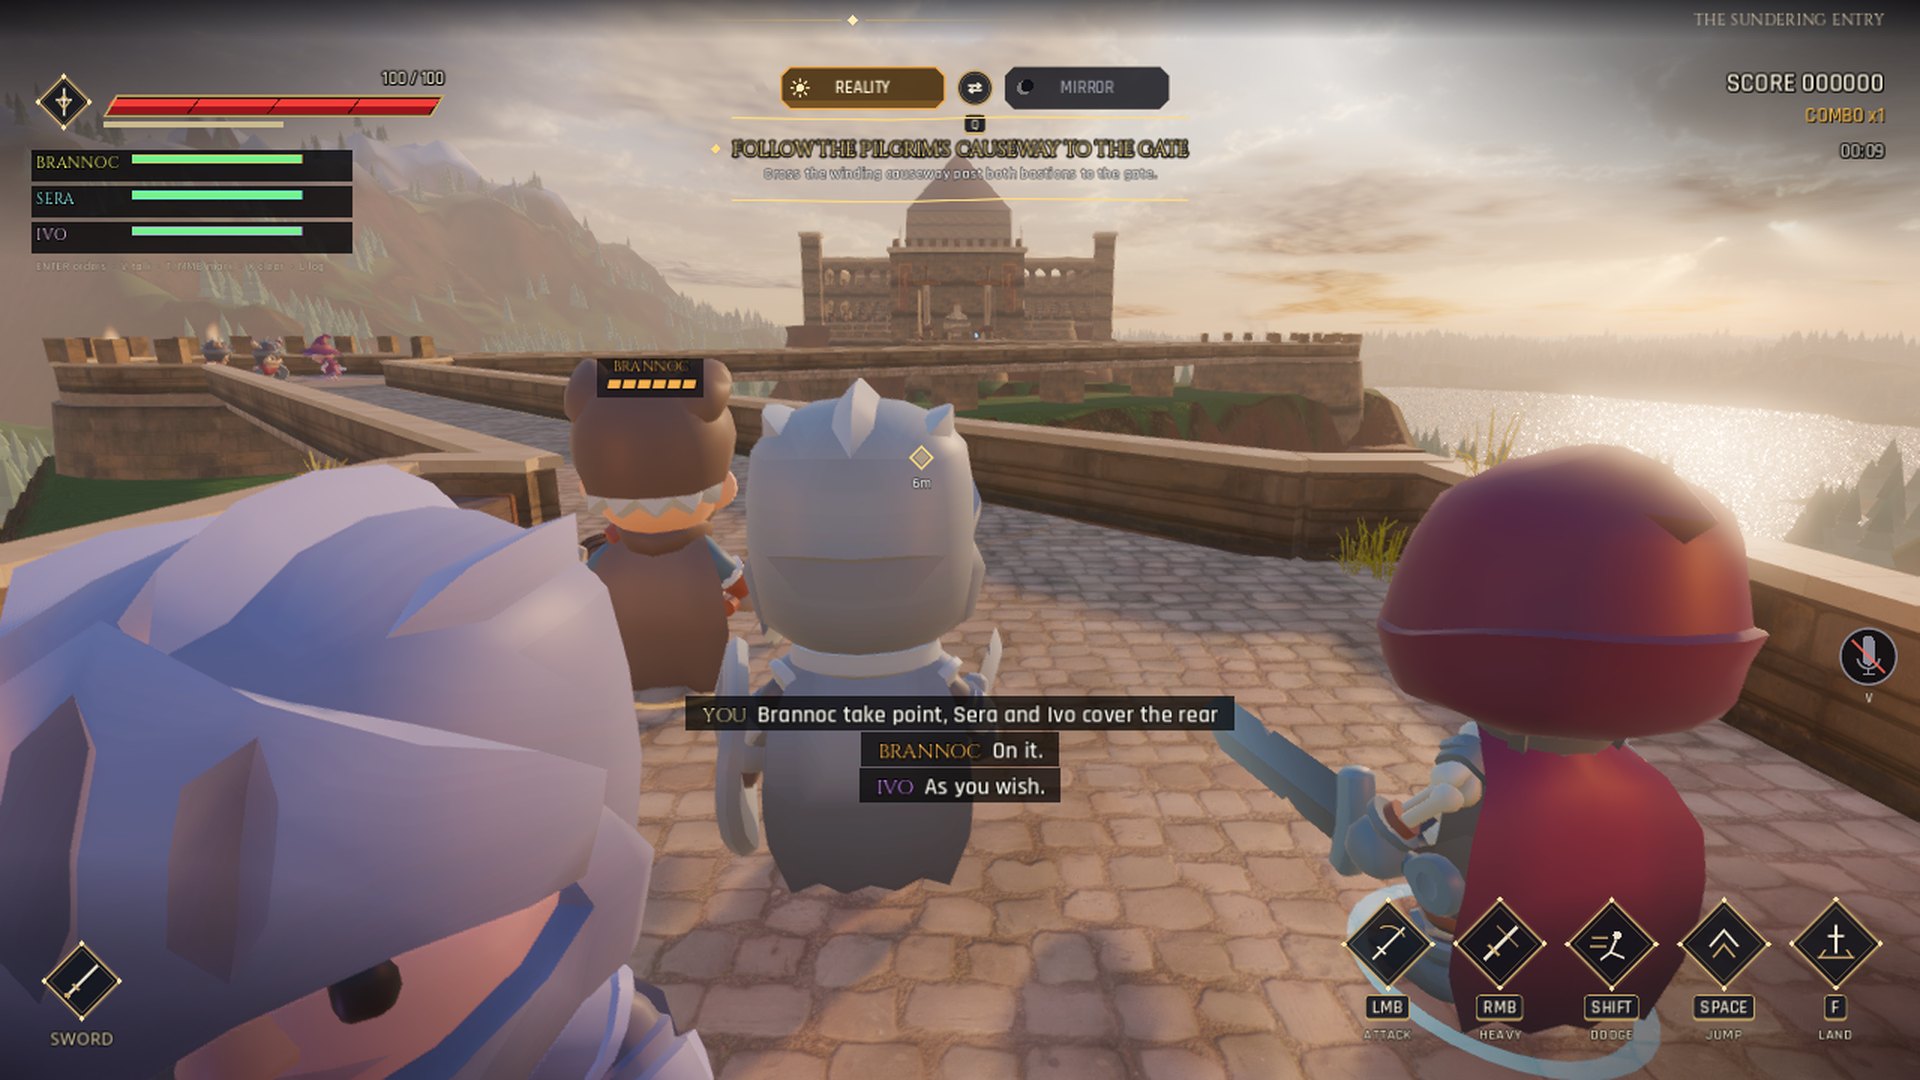 THE SUNDERING ENTRY
100 / 100
REALITY
MIRROR
SCORE 000000
COMBO x1
Q
00:09
FOLLOW THE PILGRIM'S CAUSEWAY TO THE GATE
Cross the winding causeway past both bastions to the gate.
BRANNOC
SERA
IVO
ENTER orders
BRANNOC
6m
V
YOU Brannoc take point, Sera and Ivo cover the rear
BRANNOC On it.
IVO As you wish.
SWORD
LMB
RMB
SHIFT
SPACE
F
ATTACK
HEAVY
DODGE
JUMP
LAND